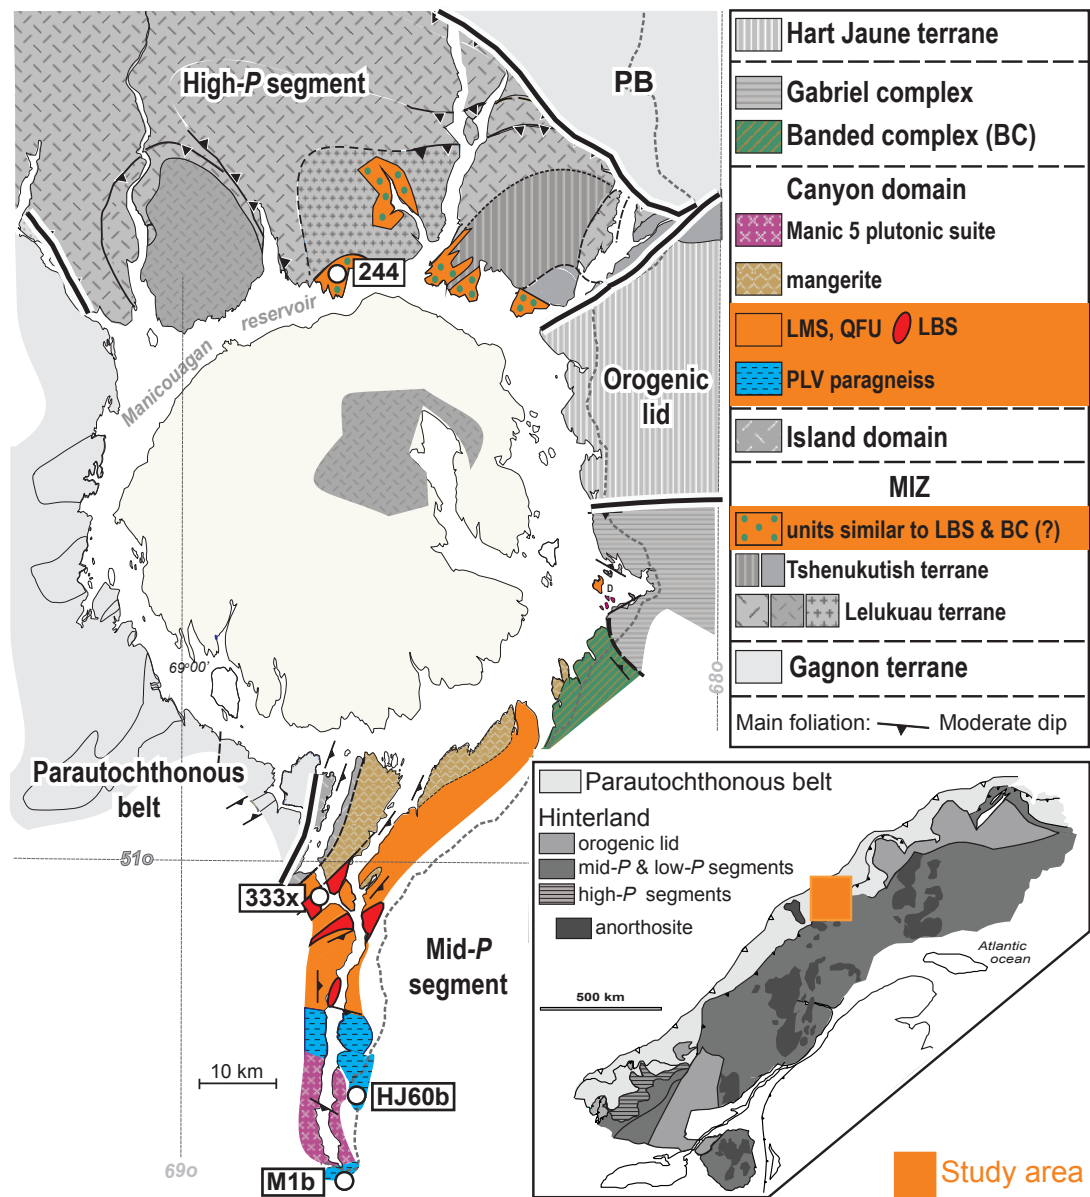 High-P segment
PB
244
Manicouagan reservoir
Orogenic
lid
69°00'
D
68o
Parautochthonous
belt
51o
333x
Mid-P
segment
10 km
HJ60b
69o
M1b
Hart Jaune terrane
Gabriel complex
Banded complex (BC)
Canyon domain
Manic 5 plutonic suite
mangerite
LMS, QFU LBS
PLV paragneiss
Island domain
MIZ
units similar to LBS & BC (?)
Tshenukutish terrane
Lelukuau terrane
Gagnon terrane
Main foliation: Moderate dip
Parautochthonous belt
Hinterland
orogenic lid
mid-P & low-P segments
high-P segments
anorthosite
500 km
Atlantic
ocean
Study area